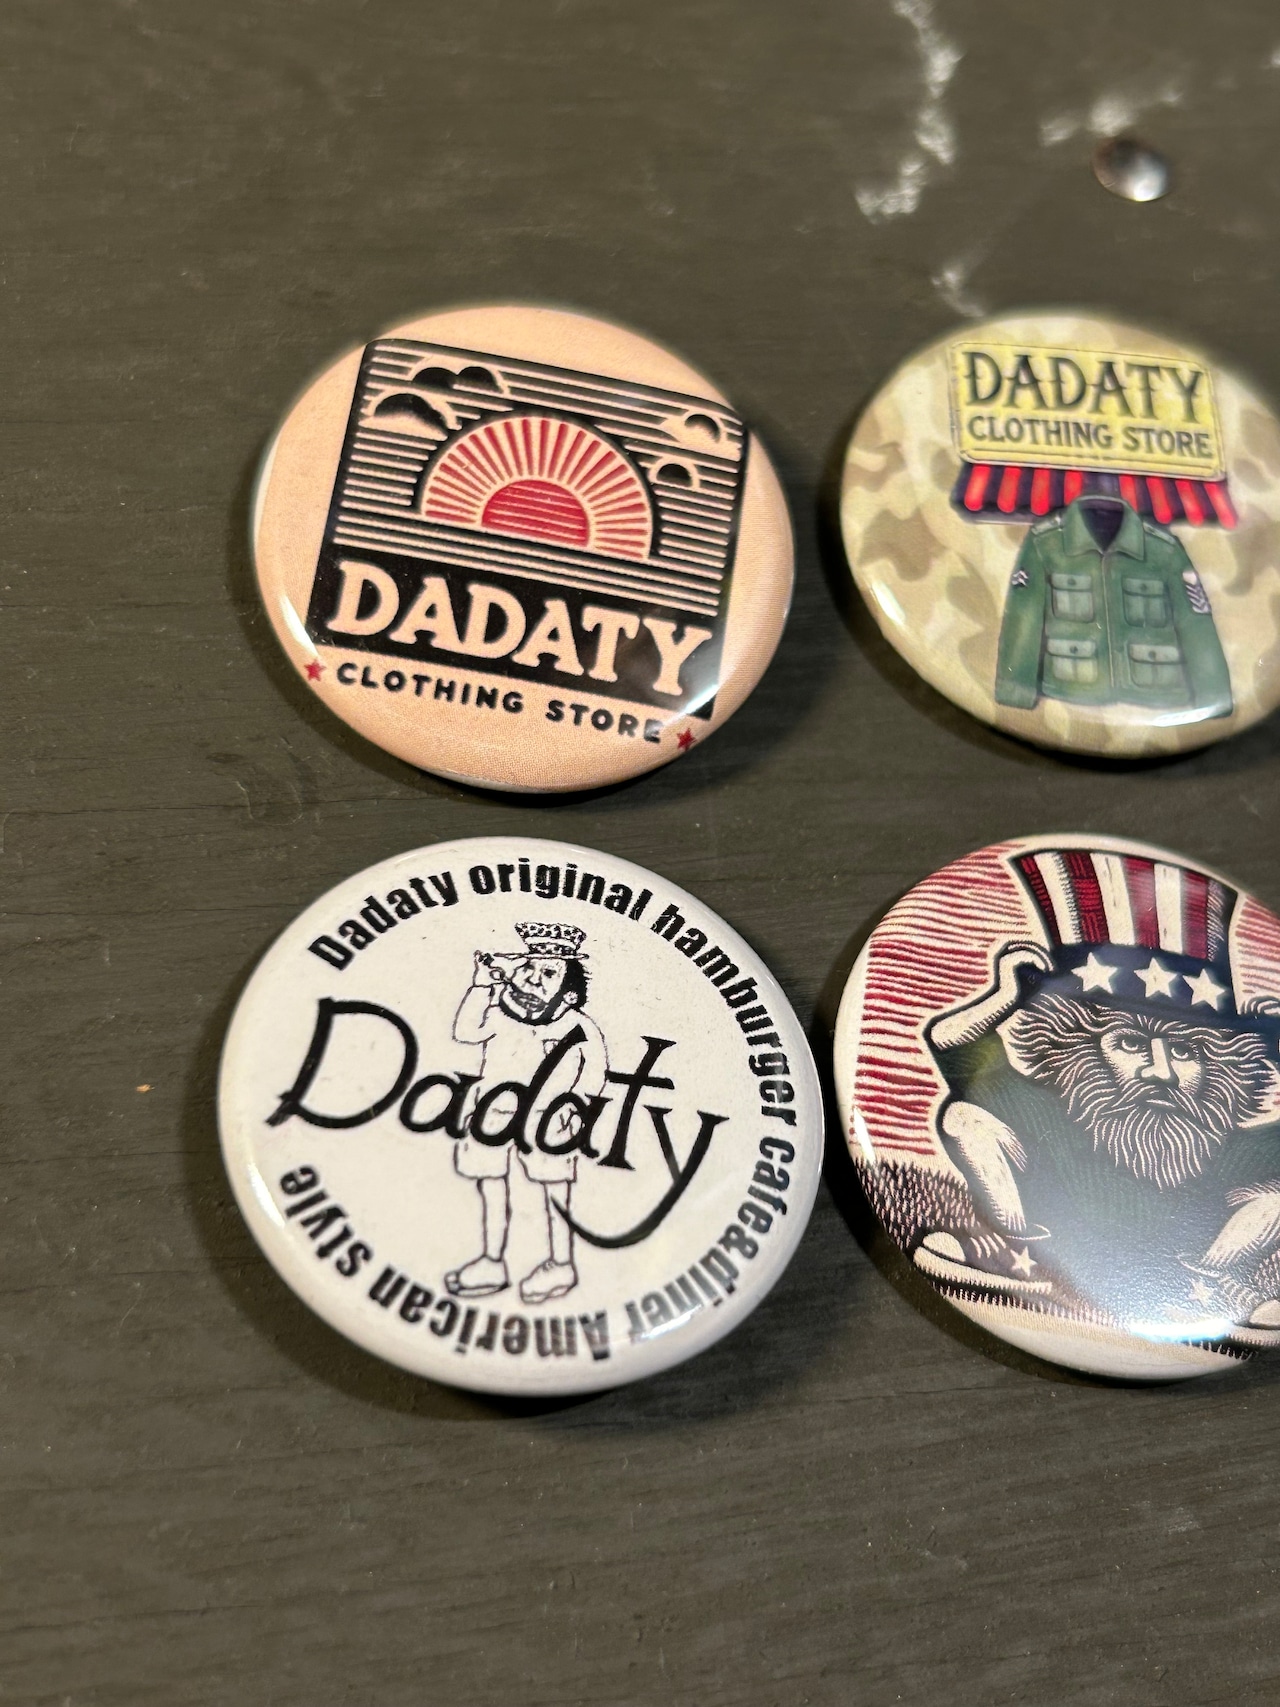 DADATY
CLOTHING STORE
DADATY
CLOTHING STORE
Dadaty original hamburger cafe&diner American style
Dadaty